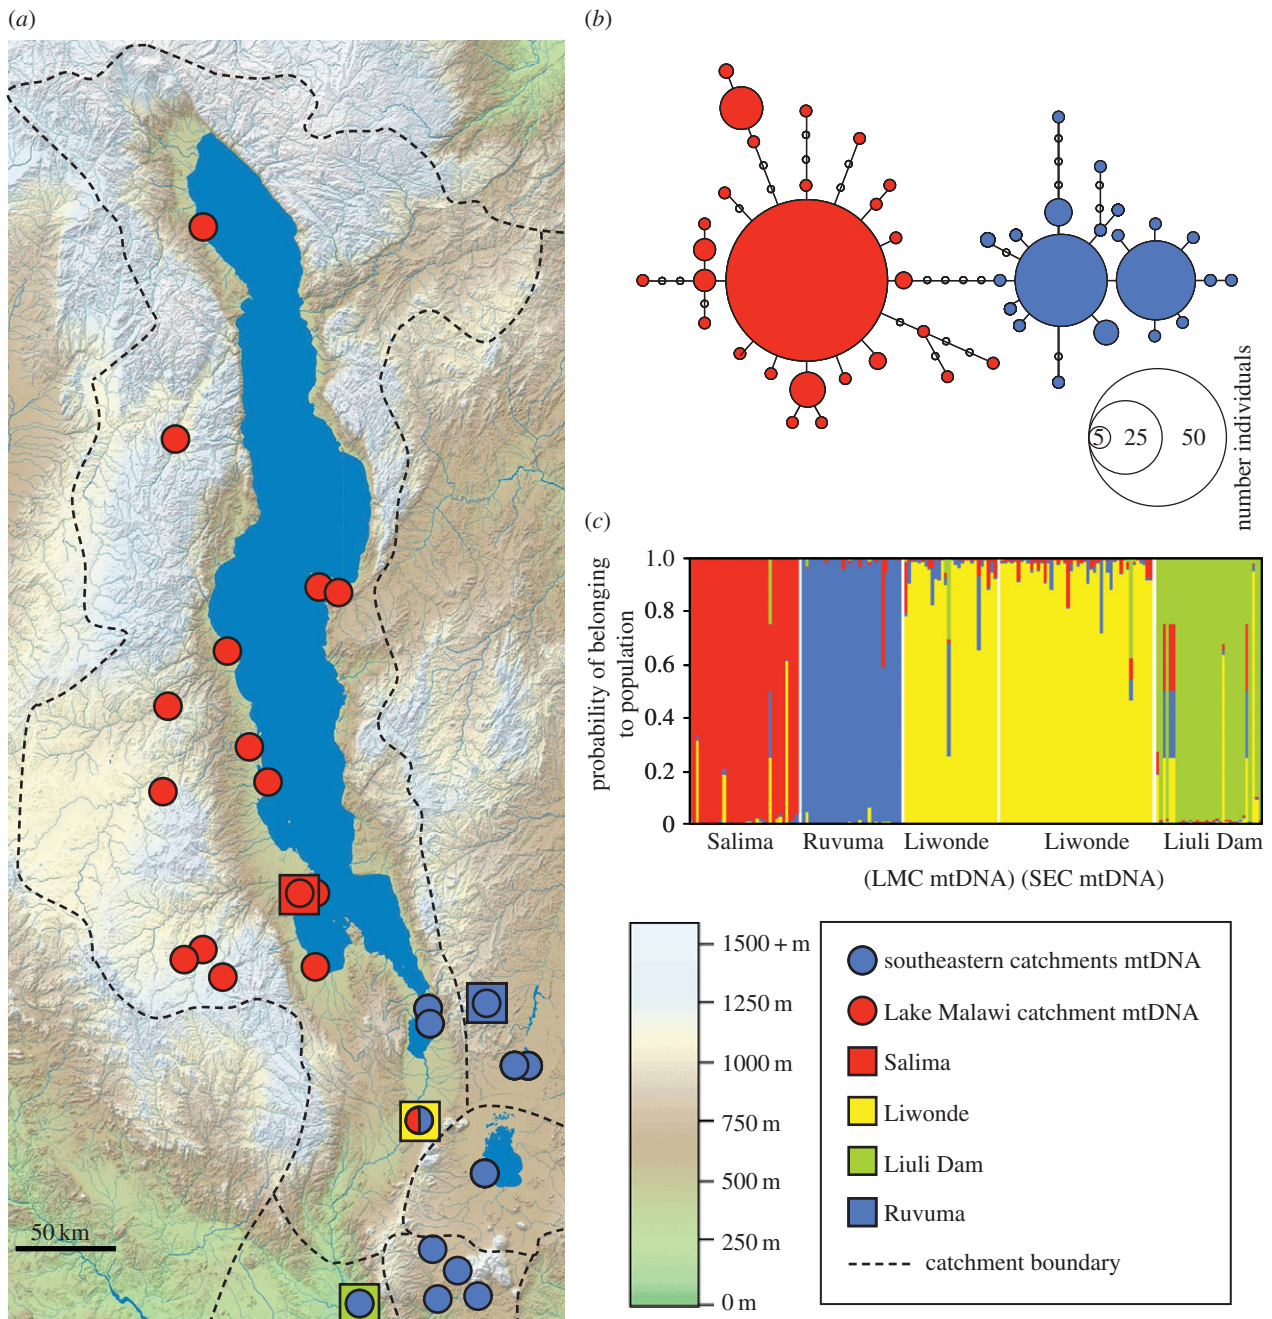 (a)
50 km
(b)
5 25 50
number individuals
(c)
probability of belonging
to population
1.0
0.8
0.6
0.4
0.2
0
Salima Ruvuma Liwonde Liwonde Liuli Dam
(LMC mtDNA) (SEC mtDNA)
1500 + m
1250 m
1000 m
750 m
500 m
250 m
0 m
southeastern catchments mtDNA
Lake Malawi catchment mtDNA
Salima
Liwonde
Liuli Dam
Ruvuma
catchment boundary